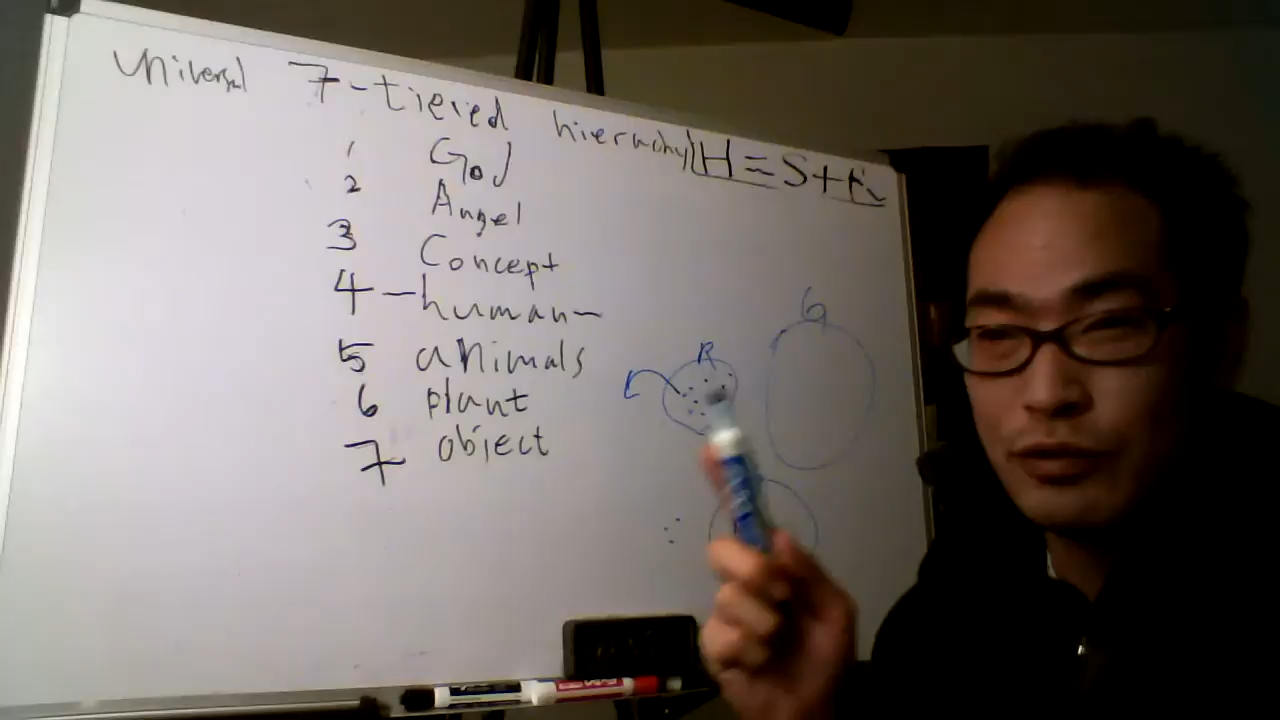 Universal 7-tiered hierarchy H≡S+R
1 God
2 Angel
3 Concept
4 – human –
5 animals
6 plant
7 object
R
G